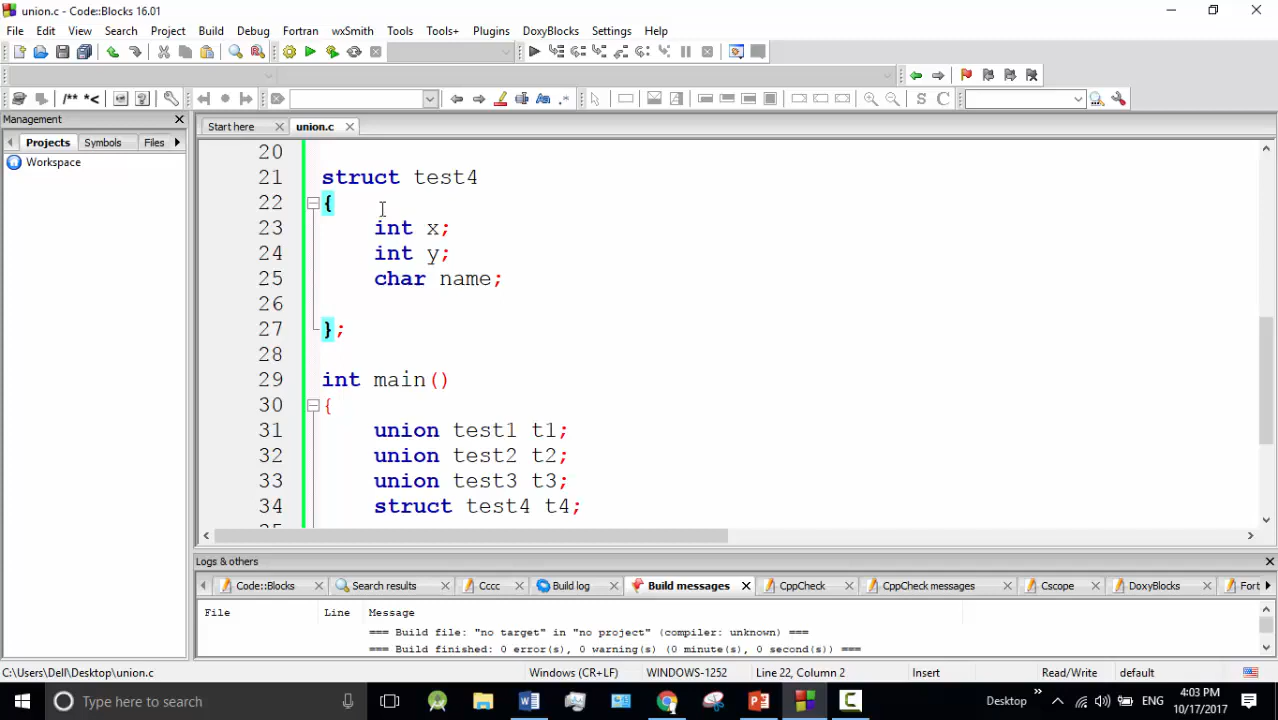 union.c - Code::Blocks 16.01
File Edit View Search Project Build Debug Fortran wxSmith Tools Tools+ Plugins DoxyBlocks Settings Help
/** *< S C
Management
Projects Symbols Files
Workspace
Start here union.c
20
21 struct test4
22 {
23 int x;
24 int y;
25 char name;
26
27 };
28
29 int main()
30 {
31 union test1 t1;
32 union test2 t2;
33 union test3 t3;
34 struct test4 t4;
Logs & others
Code::Blocks Search results Cccc Build log Build messages CppCheck CppCheck messages Cscope DoxyBlocks Fort
File Line Message
=== Build file: "no target" in "no project" (compiler: unknown) ===
=== Build finished: 0 error(s), 0 warning(s) (0 minute(s), 0 second(s)) ===
C:\Users\Dell\Desktop\union.c Windows (CR+LF) WINDOWS-1252 Line 22, Column 2 Insert Read/Write default
Type here to search Desktop ENG 4:03 PM
10/17/2017